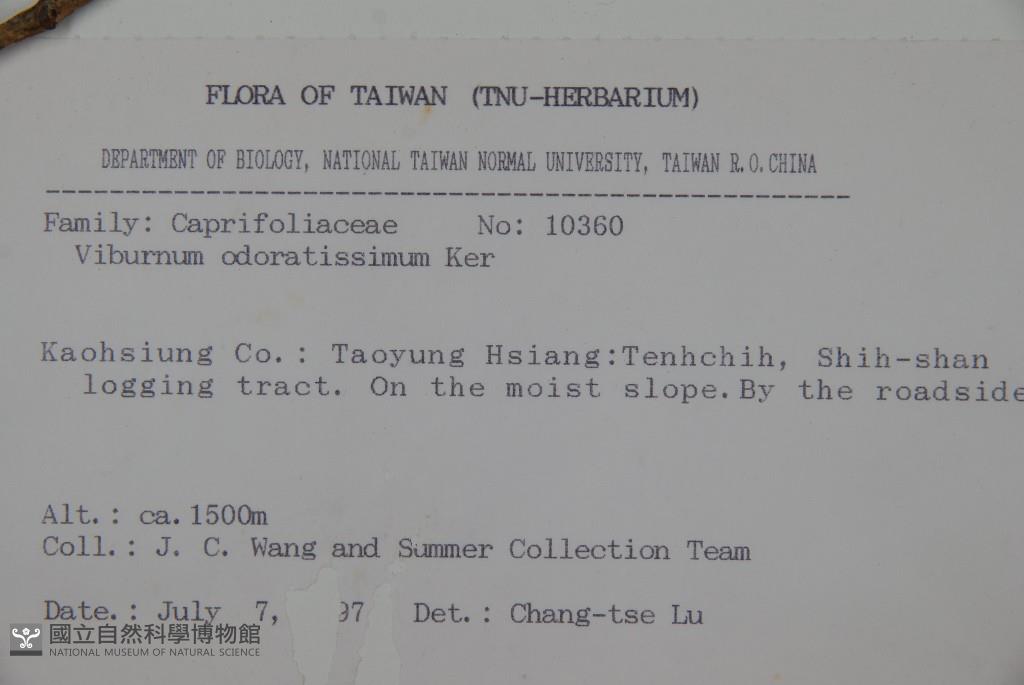 FLORA OF TAIWAN (TNU-HERBARIUM)
DEPARTMENT OF BIOLOGY, NATIONAL TAIWAN NORMAL UNIVERSITY, TAIWAN R.O.CHINA
Family: Caprifoliaceae No: 10360
Viburnum odoratissimum Ker
Kaohsiung Co.: Taoyung Hsiang:Tenhchih, Shih-shan
logging tract. On the moist slope.By the roadside
Alt.: ca.1500m
Coll.: J. C. Wang and Summer Collection Team
Date.: July 7, 97 Det.: Chang-tse Lu
國立自然科學博物館
NATIONAL MUSEUM OF NATURAL SCIENCE